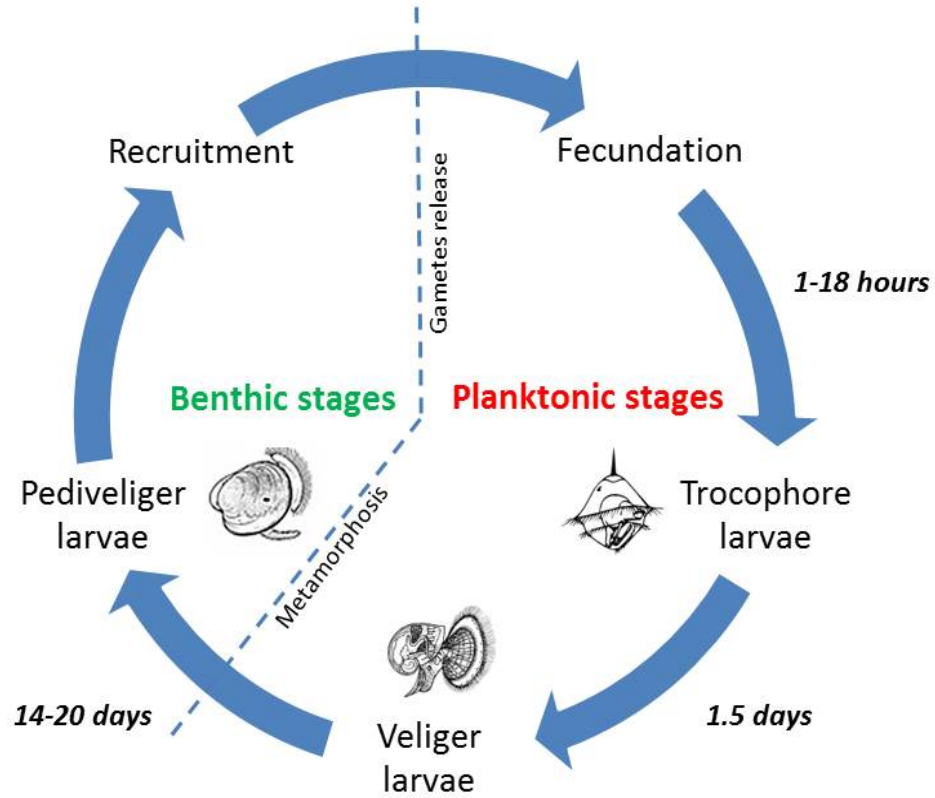 Recruitment
Fecundation
Gametes release
1-18 hours
Benthic stages
Planktonic stages
Pediveliger
larvae
Trocophore
larvae
Metamorphosis
14-20 days
1.5 days
Veliger
larvae